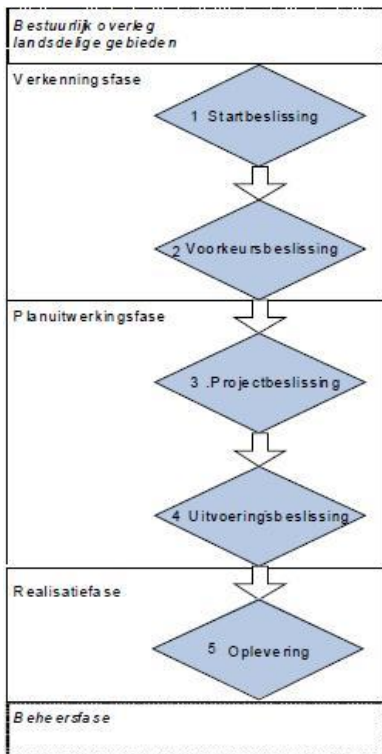 Bestuurlijk overleg
landsdelige gebieden
Verkenningsfase
1 Startbeslissing
2 Voorkeursbeslissing
Planuitwerkingsfase
3 .Projectbeslissing
4 Uitvoeringsbeslissing
Realisatiefase
5 Oplevering
Beheersfase